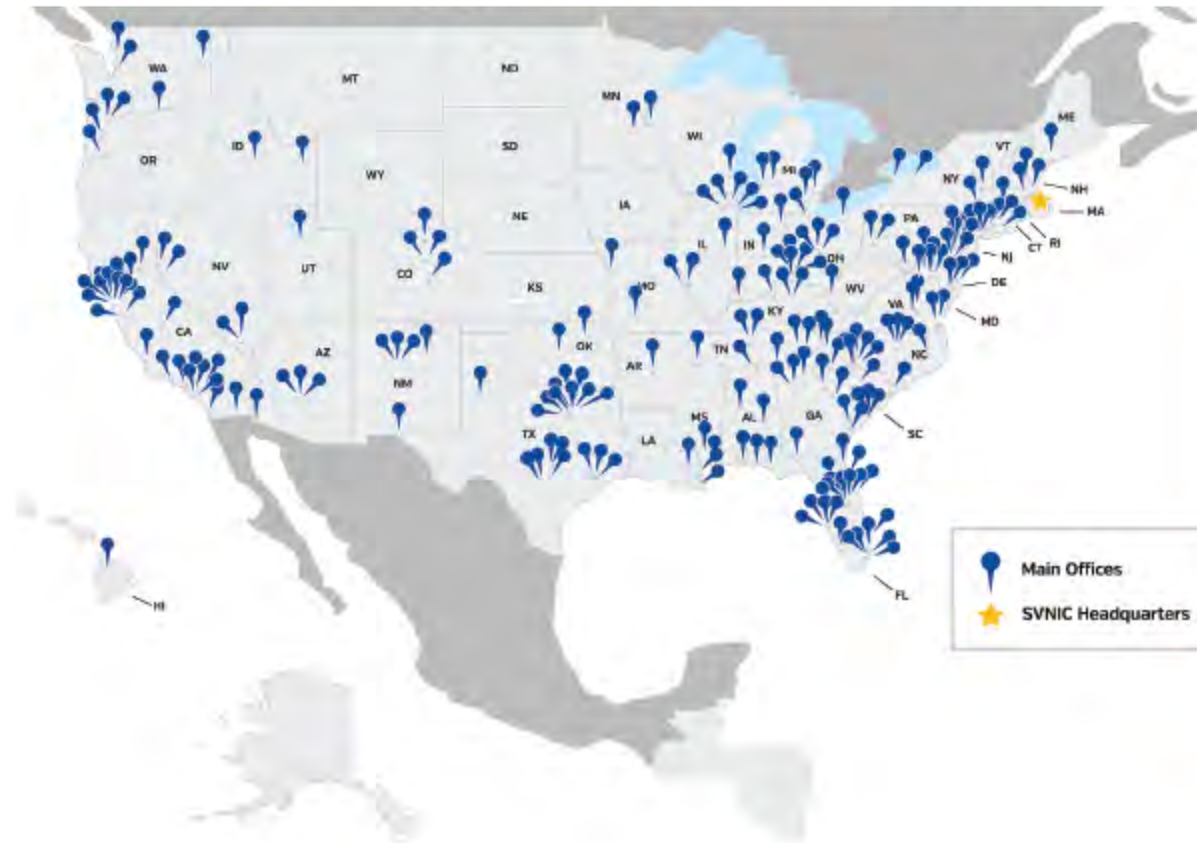 WA
MT
ND
MN
ME
OR
ID
WY
SD
WI
MI
VT
NY
NH
MA
NE
IA
PA
CT
RI
NV
UT
CO
IL
IN
OH
NJ
KS
MO
WV
DE
CA
KY
VA
MD
AZ
NM
OK
AR
TN
NC
TX
LA
MS
AL
GA
SC
HI
FL
Main Offices
SVNIC Headquarters